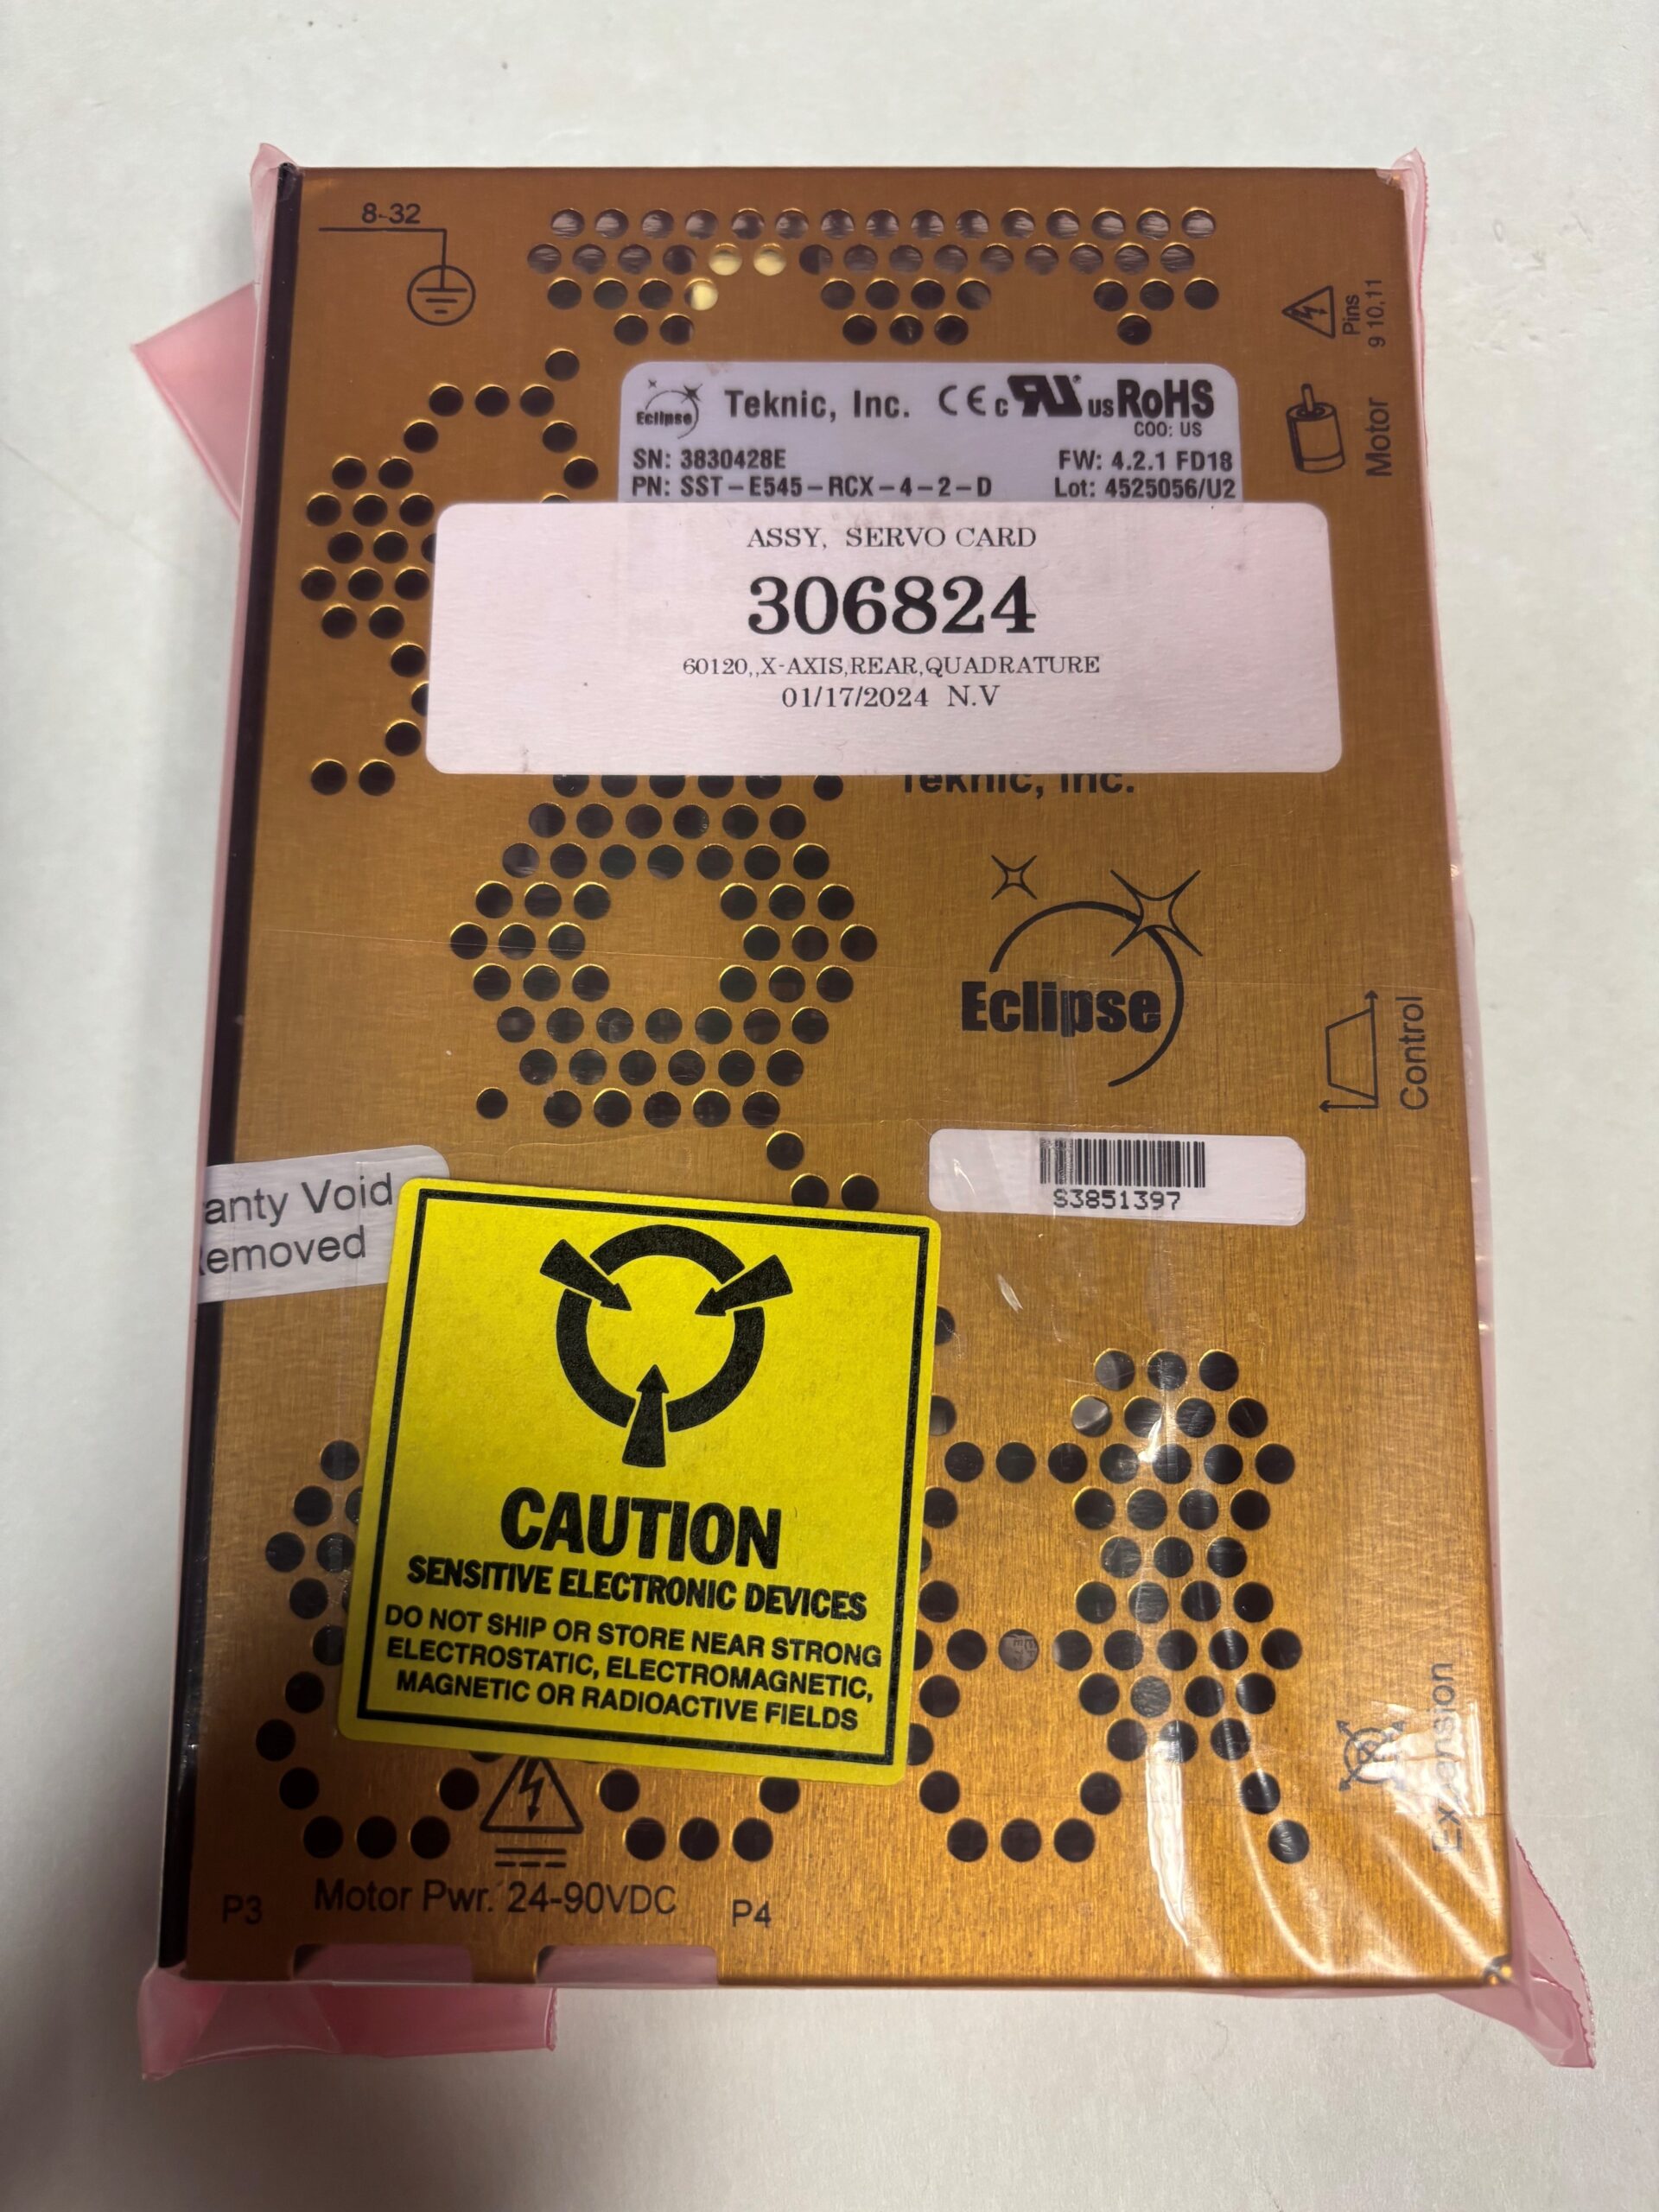 8-32
Pins
9 10,11
Eclipse Teknic, Inc. CE c RU US RoHS
COO: US
SN: 3830428E FW: 4.2.1 FD18
PN: SST-E545-RCX-4-2-D Lot: 4525056/U2
Motor
ASSY, SERVO CARD
306824
60120,,X-AXIS,REAR,QUADRATURE
01/17/2024 N.V
Teknic, Inc.
Eclipse
Control
S3851397
anty Void
Removed
CAUTION
SENSITIVE ELECTRONIC DEVICES
DO NOT SHIP OR STORE NEAR STRONG
ELECTROSTATIC, ELECTROMAGNETIC,
MAGNETIC OR RADIOACTIVE FIELDS
Expansion
P3 Motor Pwr. 24-90VDC P4